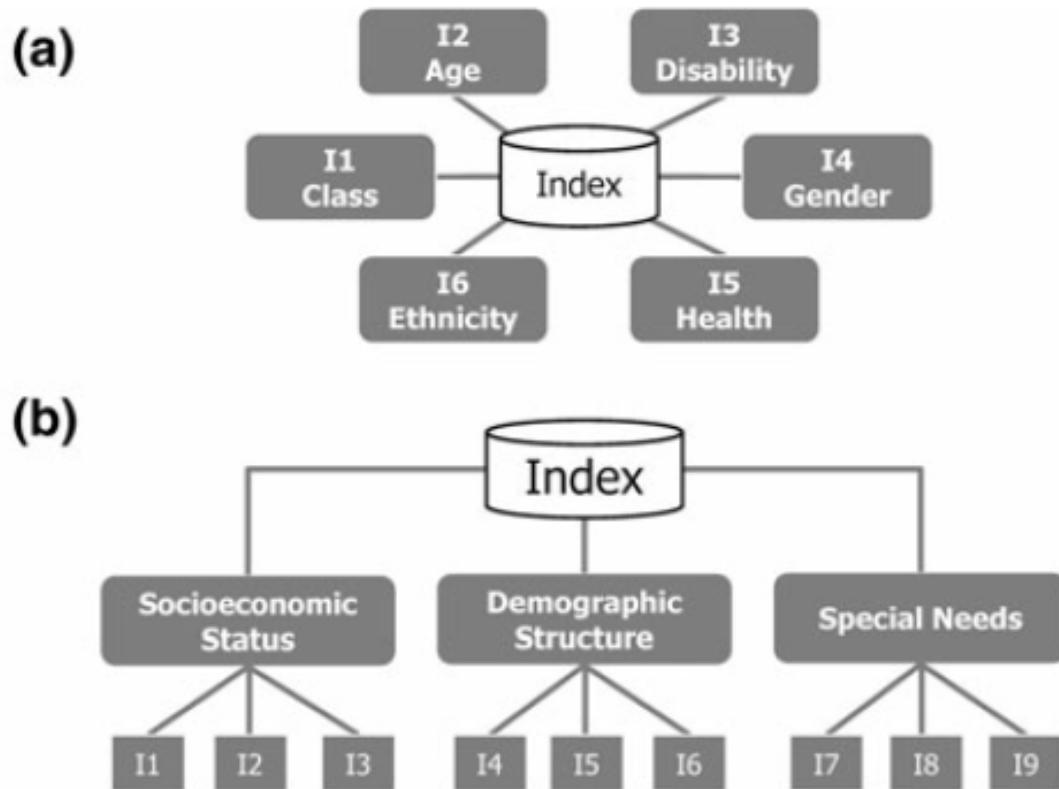 (a)
I2
Age
I3
Disability
I1
Class
Index
I4
Gender
I6
Ethnicity
I5
Health
(b)
Index
Socioeconomic
Status
Demographic
Structure
Special Needs
I1 I2 I3 I4 I5 I6 I7 I8 I9